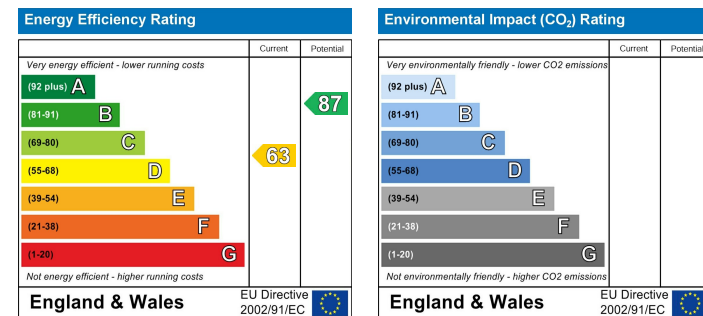 Energy Efficiency Rating
Current Potential
Very energy efficient - lower running costs
(92 plus) A
(81-91) B
87
(69-80) C
63
(55-68) D
(39-54) E
(21-38) F
(1-20) G
Not energy efficient - higher running costs
England & Wales
EU Directive
2002/91/EC
Environmental Impact (CO₂) Rating
Current Potential
Very environmentally friendly - lower CO2 emissions
(92 plus) A
(81-91) B
(69-80) C
(55-68) D
(39-54) E
(21-38) F
(1-20) G
Not environmentally friendly - higher CO2 emissions
England & Wales
EU Directive
2002/91/EC